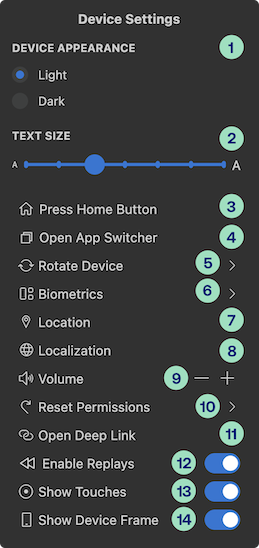 Device Settings
DEVICE APPEARANCE 1
Light
Dark
TEXT SIZE 2
A A
Press Home Button 3
Open App Switcher 4
Rotate Device 5
Biometrics 6
Location 7
Localization 8
Volume 9
Reset Permissions 10
Open Deep Link 11
Enable Replays 12
Show Touches 13
Show Device Frame 14